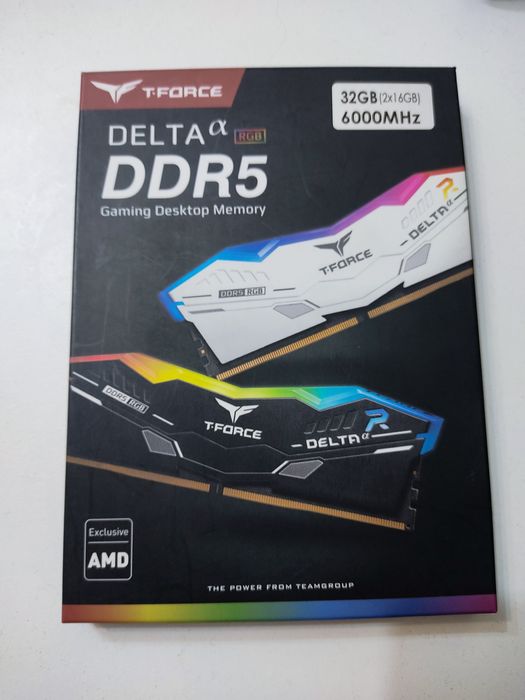 T-FORCE
32GB(2x16GB)
6000MHz
DELTA α RGB
DDR5
Gaming Desktop Memory
DELTA α
T-FORCE
DDR5 RGB
DDR5 RGB
T-FORCE
DELTA α
Exclusive
AMD
THE POWER FROM TEAMGROUP